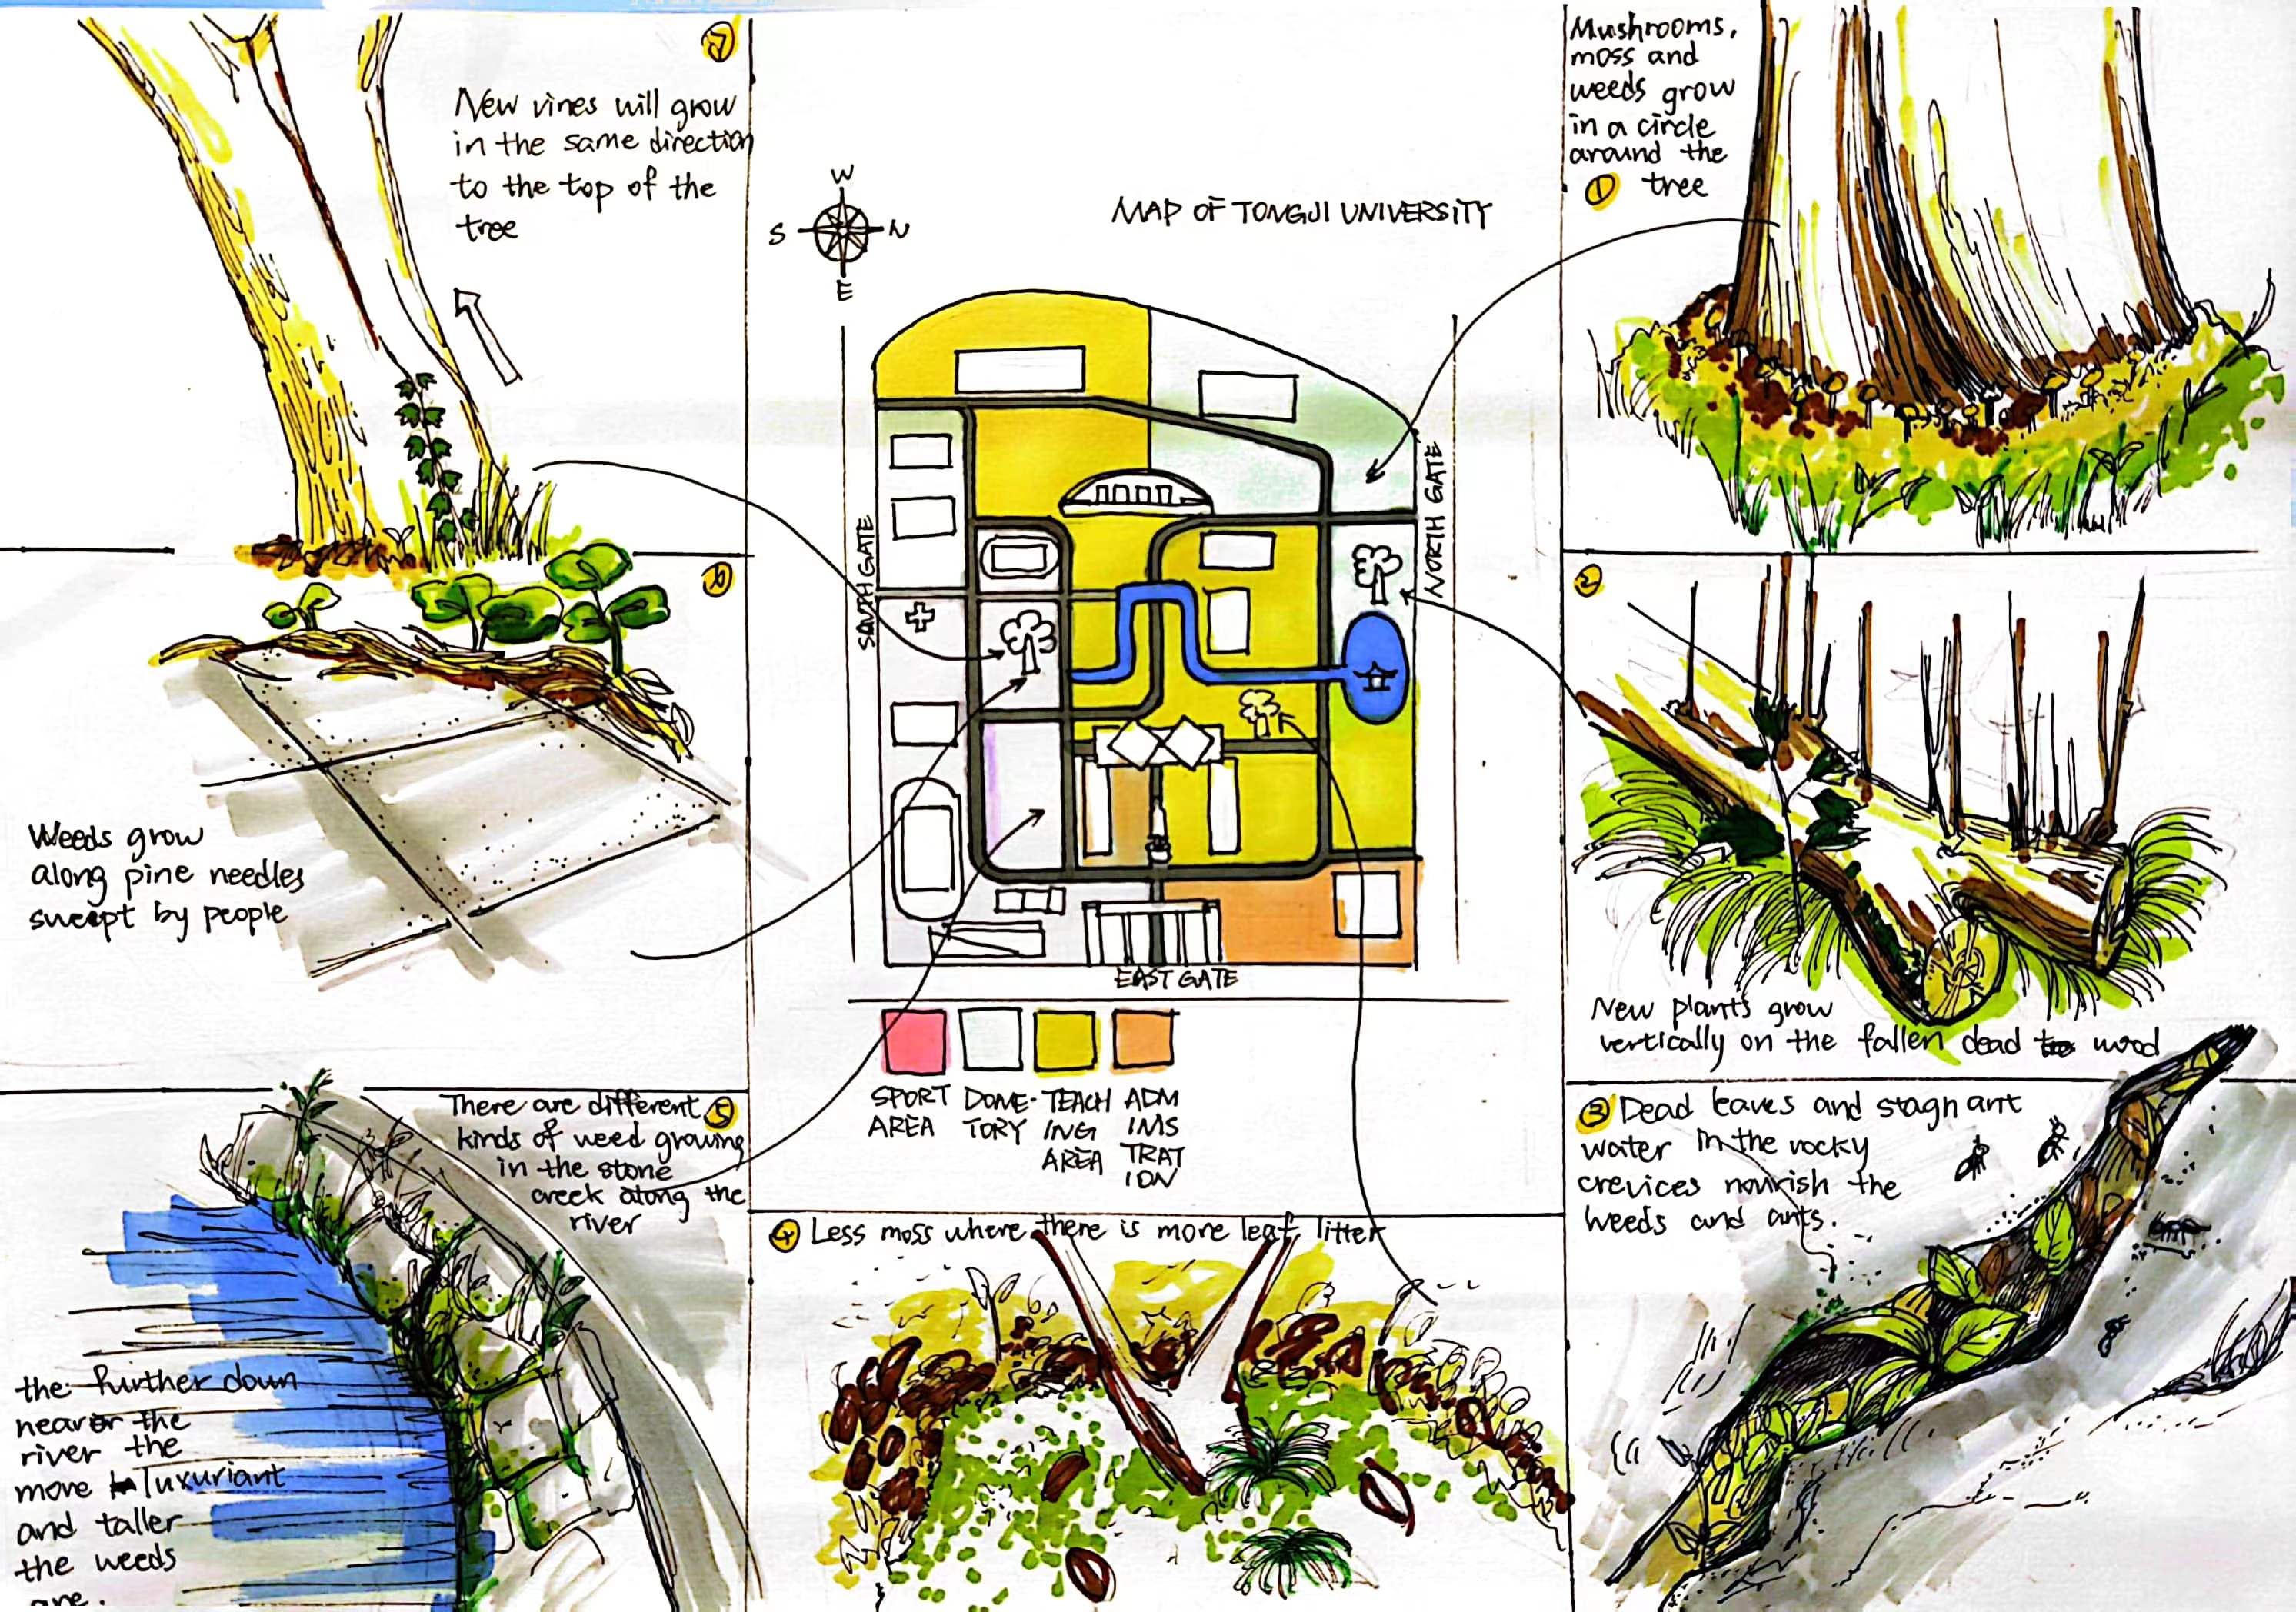 7
New vines will grow
in the same direction
to the top of the
tree
W
S
N
E
MAP OF TONGJI UNIVERSITY
Mushrooms,
moss and
weeds grow
in a circle
around the
1 tree
SOUTH GATE
NORTH GATE
EAST GATE
6
Weeds grow
along pine needles
sweept by people
2
New plants grow
vertically on the fallen dead wood
SPORT
AREA
DOME-
TORY
TEACH
ING
AREA
ADM
INS
TRAT
ION
There are different 5
kinds of weed growing
in the stone
creek along the
river
the further down
nearer the
river the
more luxuriant
and taller
the weeds
are.
4 Less moss where there is more leaf litter
3 Dead leaves and stagnant
water in the rocky
crevices nourish the
weeds and ants.